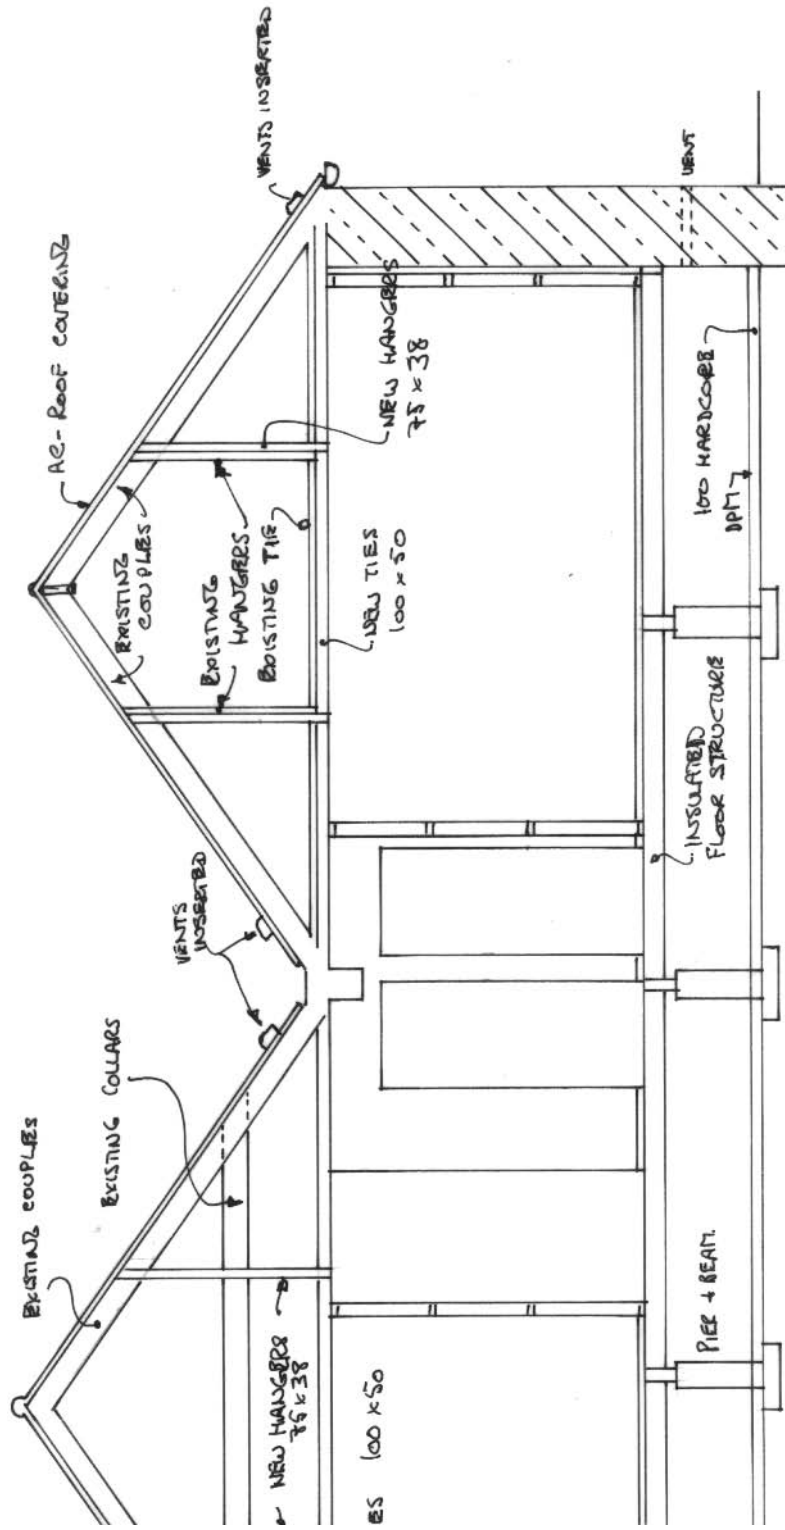 VENTS INSERTED
VENT
AC-ROOF COVERING
NEW HANGERS
75 x 38
100 HARDCORE
DPM
EXISTING
COUPLES
EXISTING
HANGERS
EXISTING TIE
NEW TIES
100 x 50
INSULATED
FLOOR STRUCTURE
VENTS
INSERTED
EXISTING COLLARS
EXISTING COUPLES
NEW HANGERS
75 x 38
ES 100 x 50
PIER + BEAM.